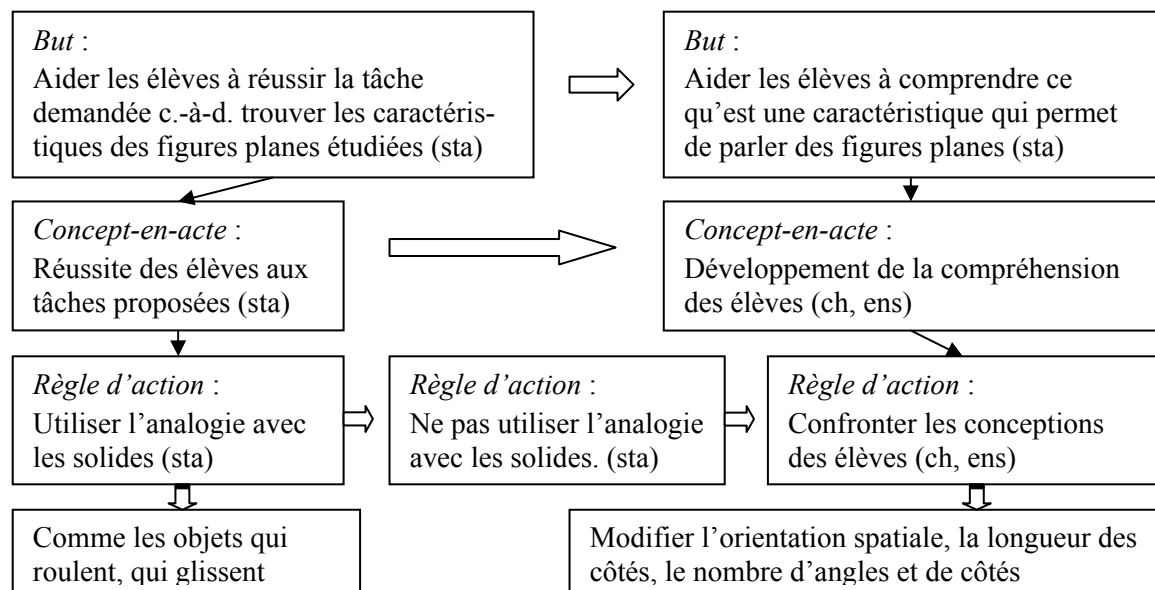 But :
Aider les élèves à réussir la tâche
demandée c.-à-d. trouver les caractéris-
tiques des figures planes étudiées (sta)
But :
Aider les élèves à comprendre ce
qu’est une caractéristique qui permet
de parler des figures planes (sta)
Concept-en-acte :
Réussite des élèves aux
tâches proposées (sta)
Concept-en-acte :
Développement de la compréhension
des élèves (ch, ens)
Règle d’action :
Utiliser l’analogie avec
les solides (sta)
Règle d’action :
Ne pas utiliser l’analogie
avec les solides. (sta)
Règle d’action :
Confronter les conceptions
des élèves (ch, ens)
Comme les objets qui
roulent, qui glissent
Modifier l’orientation spatiale, la longueur des
côtés, le nombre d’angles et de côtés